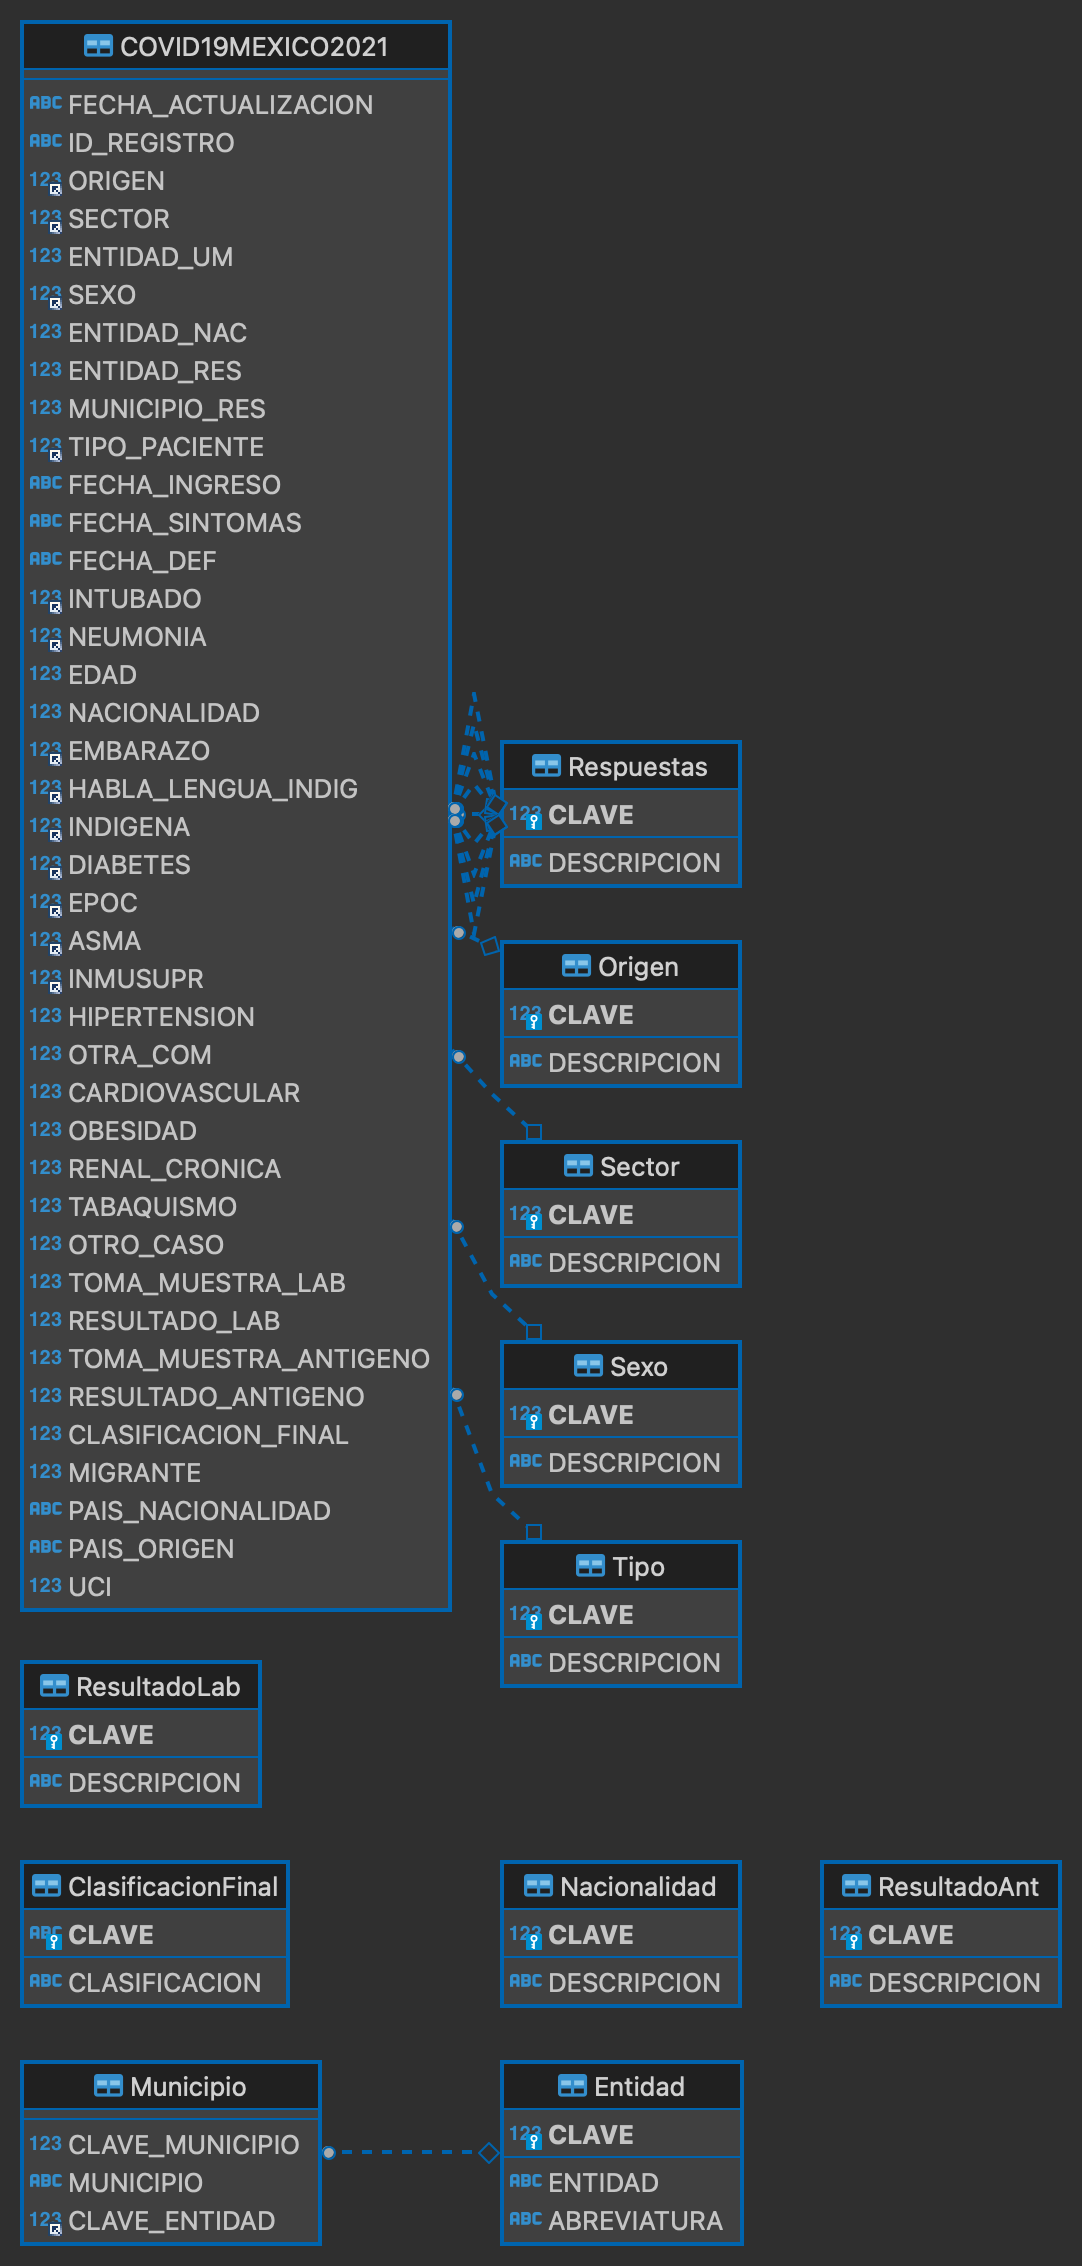 COVID19MEXICO2021
ABC FECHA_ACTUALIZACION
ABC ID_REGISTRO
123 ORIGEN
123 SECTOR
123 ENTIDAD_UM
123 SEXO
123 ENTIDAD_NAC
123 ENTIDAD_RES
123 MUNICIPIO_RES
123 TIPO_PACIENTE
ABC FECHA_INGRESO
ABC FECHA_SINTOMAS
ABC FECHA_DEF
123 INTUBADO
123 NEUMONIA
123 EDAD
123 NACIONALIDAD
123 EMBARAZO
123 HABLA_LENGUA_INDIG
123 INDIGENA
123 DIABETES
123 EPOC
123 ASMA
123 INMUSUPR
123 HIPERTENSION
123 OTRA_COM
123 CARDIOVASCULAR
123 OBESIDAD
123 RENAL_CRONICA
123 TABAQUISMO
123 OTRO_CASO
123 TOMA_MUESTRA_LAB
123 RESULTADO_LAB
123 TOMA_MUESTRA_ANTIGENO
123 RESULTADO_ANTIGENO
123 CLASIFICACION_FINAL
123 MIGRANTE
ABC PAIS_NACIONALIDAD
ABC PAIS_ORIGEN
123 UCI
Respuestas
123 CLAVE
ABC DESCRIPCION
Origen
123 CLAVE
ABC DESCRIPCION
Sector
123 CLAVE
ABC DESCRIPCION
Sexo
123 CLAVE
ABC DESCRIPCION
Tipo
123 CLAVE
ABC DESCRIPCION
ResultadoLab
123 CLAVE
ABC DESCRIPCION
ClasificacionFinal
ABC CLAVE
ABC CLASIFICACION
Nacionalidad
123 CLAVE
ABC DESCRIPCION
ResultadoAnt
123 CLAVE
ABC DESCRIPCION
Municipio
123 CLAVE_MUNICIPIO
ABC MUNICIPIO
123 CLAVE_ENTIDAD
Entidad
123 CLAVE
ABC ENTIDAD
ABC ABREVIATURA